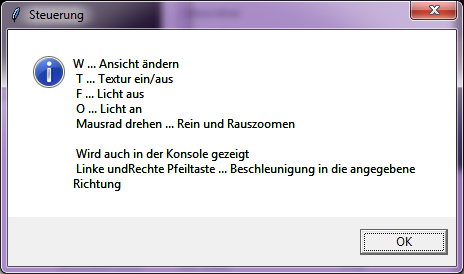 Steuerung
W ... Ansicht ändern
T ... Textur ein/aus
F ... Licht aus
O ... Licht an
Mausrad drehen ... Rein und Rauszoomen
Wird auch in der Konsole gezeigt
Linke undRechte Pfeiltaste ... Beschleunigung in die angegebene
Richtung
OK